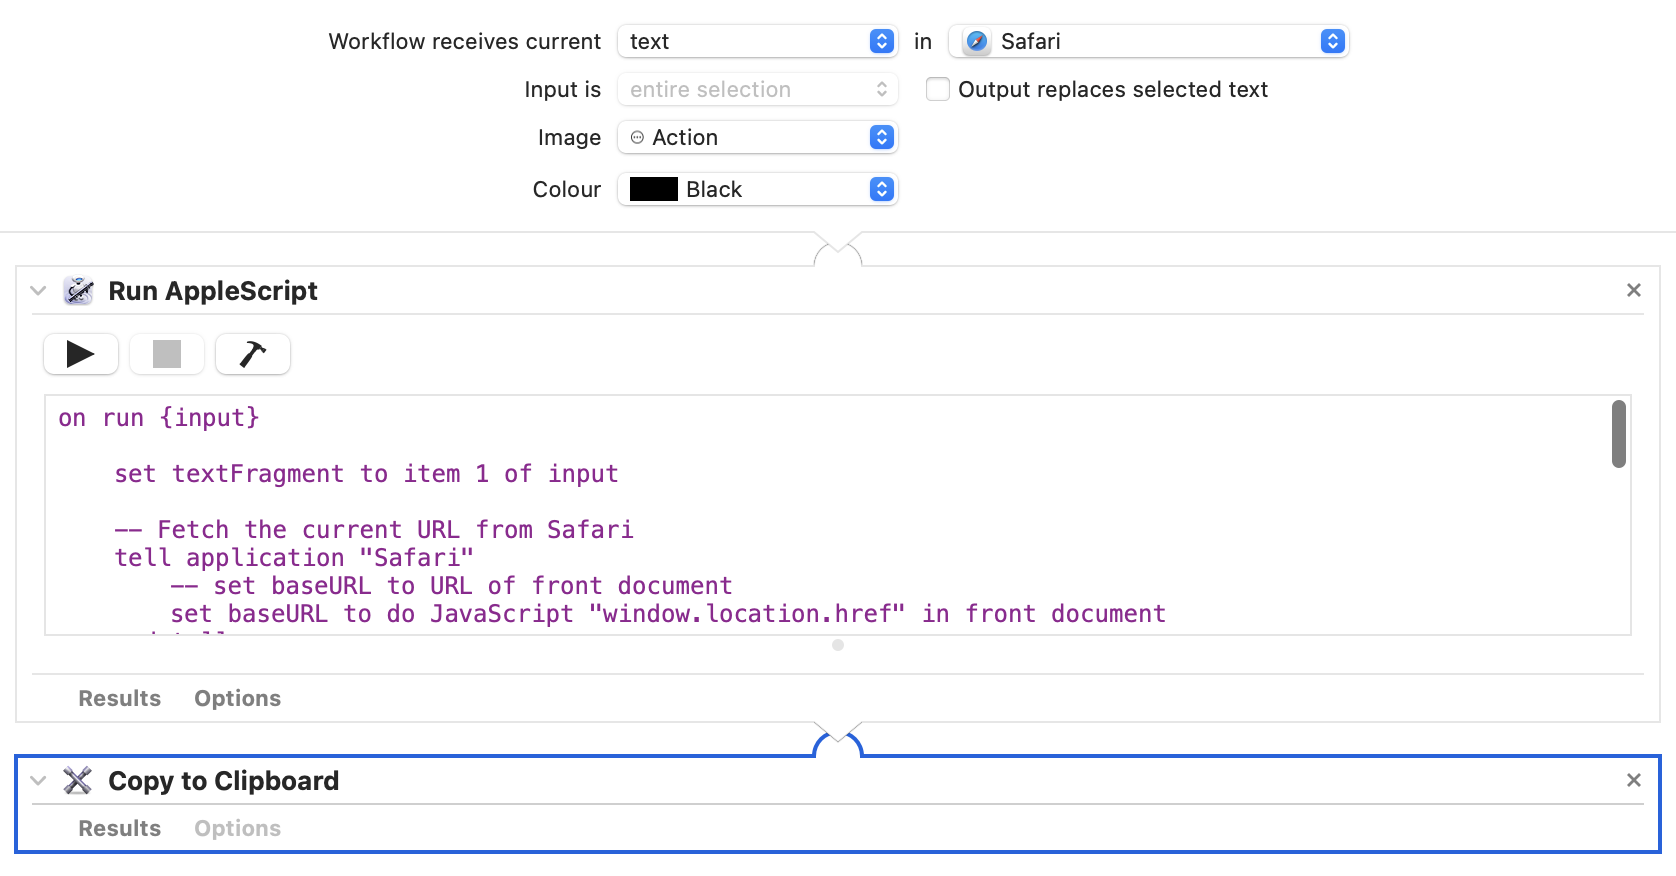 Workflow receives current text in Safari
Input is entire selection Output replaces selected text
Image Action
Colour Black
Run AppleScript
on run {input}
set textFragment to item 1 of input
-- Fetch the current URL from Safari
tell application "Safari"
-- set baseURL to URL of front document
set baseURL to do JavaScript "window.location.href" in front document
Results Options
Copy to Clipboard
Results Options